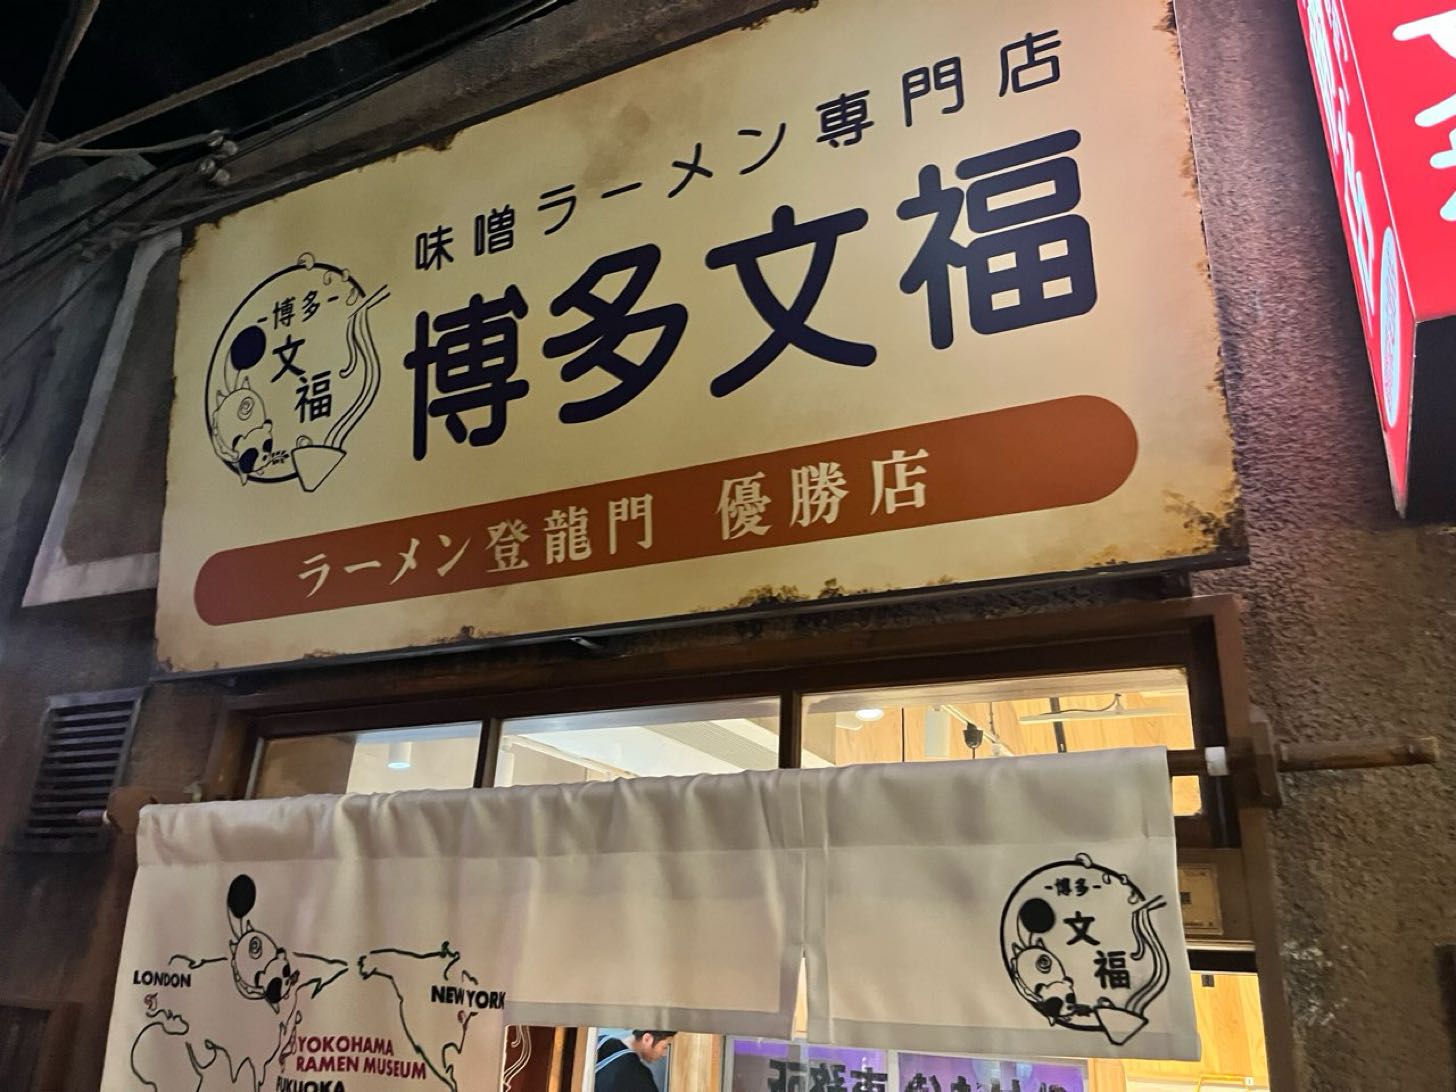 味噌ラーメン専門店
博多文福
-博多-
文
福
ラーメン登龍門 優勝店
-博多-
文
福
LONDON
NEW YORK
YOKOHAMA
RAMEN MUSEUM
FUKUOKA